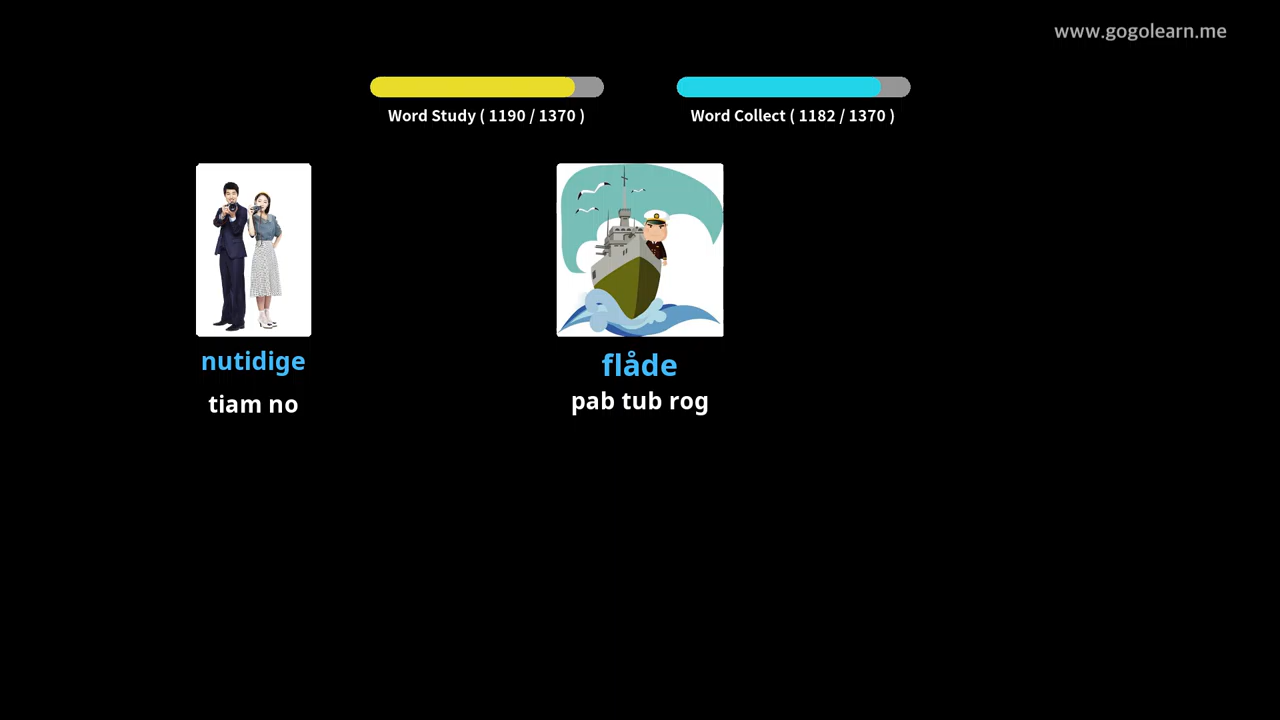 www.gogolearn.me
Word Study ( 1190 / 1370 )
Word Collect ( 1182 / 1370 )
nutidige
tiam no
flåde
pab tub rog